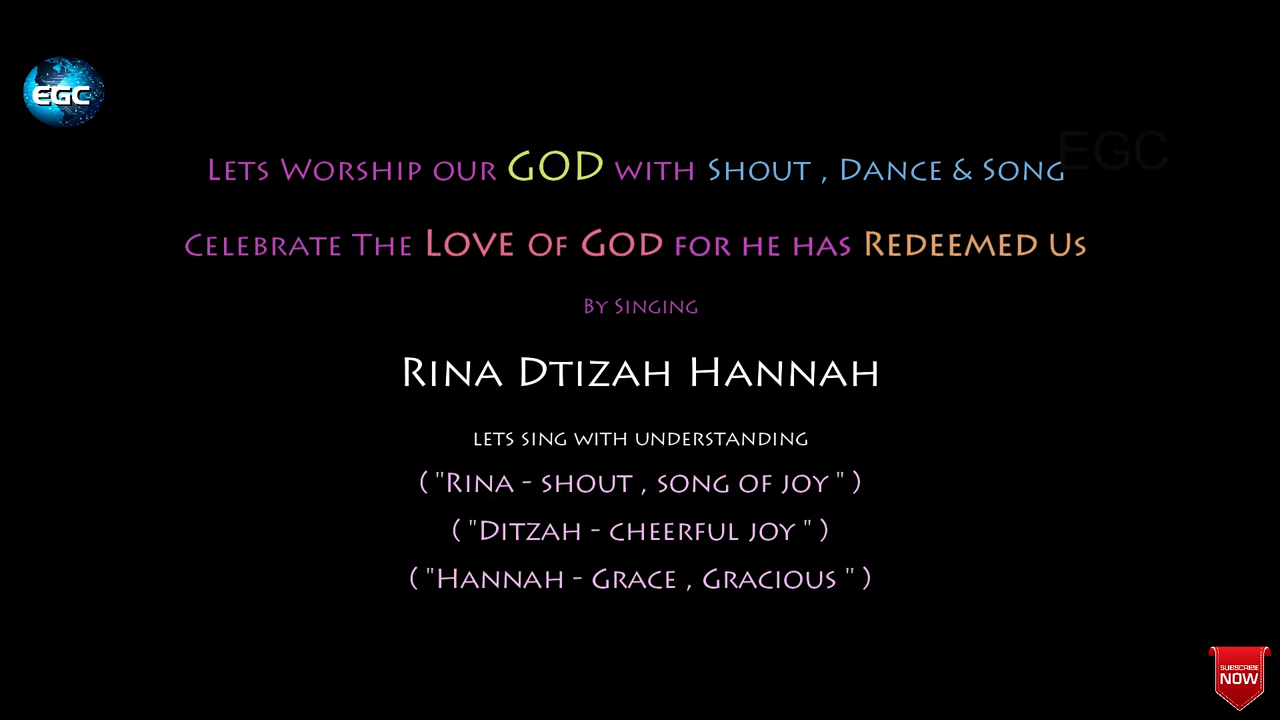 EGC
EGC
Lets Worship our GOD with Shout , Dance & Song
Celebrate The Love of God for he has Redeemed Us
By Singing
Rina Dtizah Hannah
lets sing with understanding
( "Rina - shout , song of joy " )
( "Ditzah - cheerful joy " )
( "Hannah - Grace , Gracious " )
SUBSCRIBE
NOW